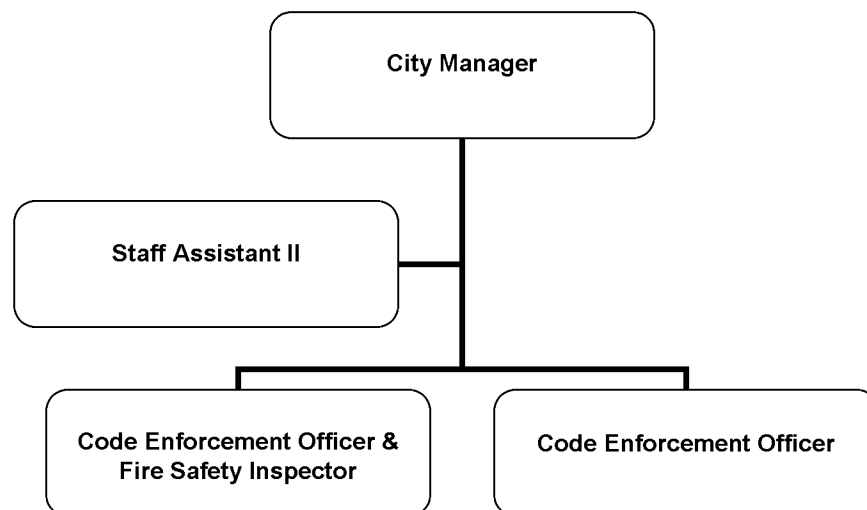 City Manager
Staff Assistant II
Code Enforcement Officer &
Fire Safety Inspector
Code Enforcement Officer